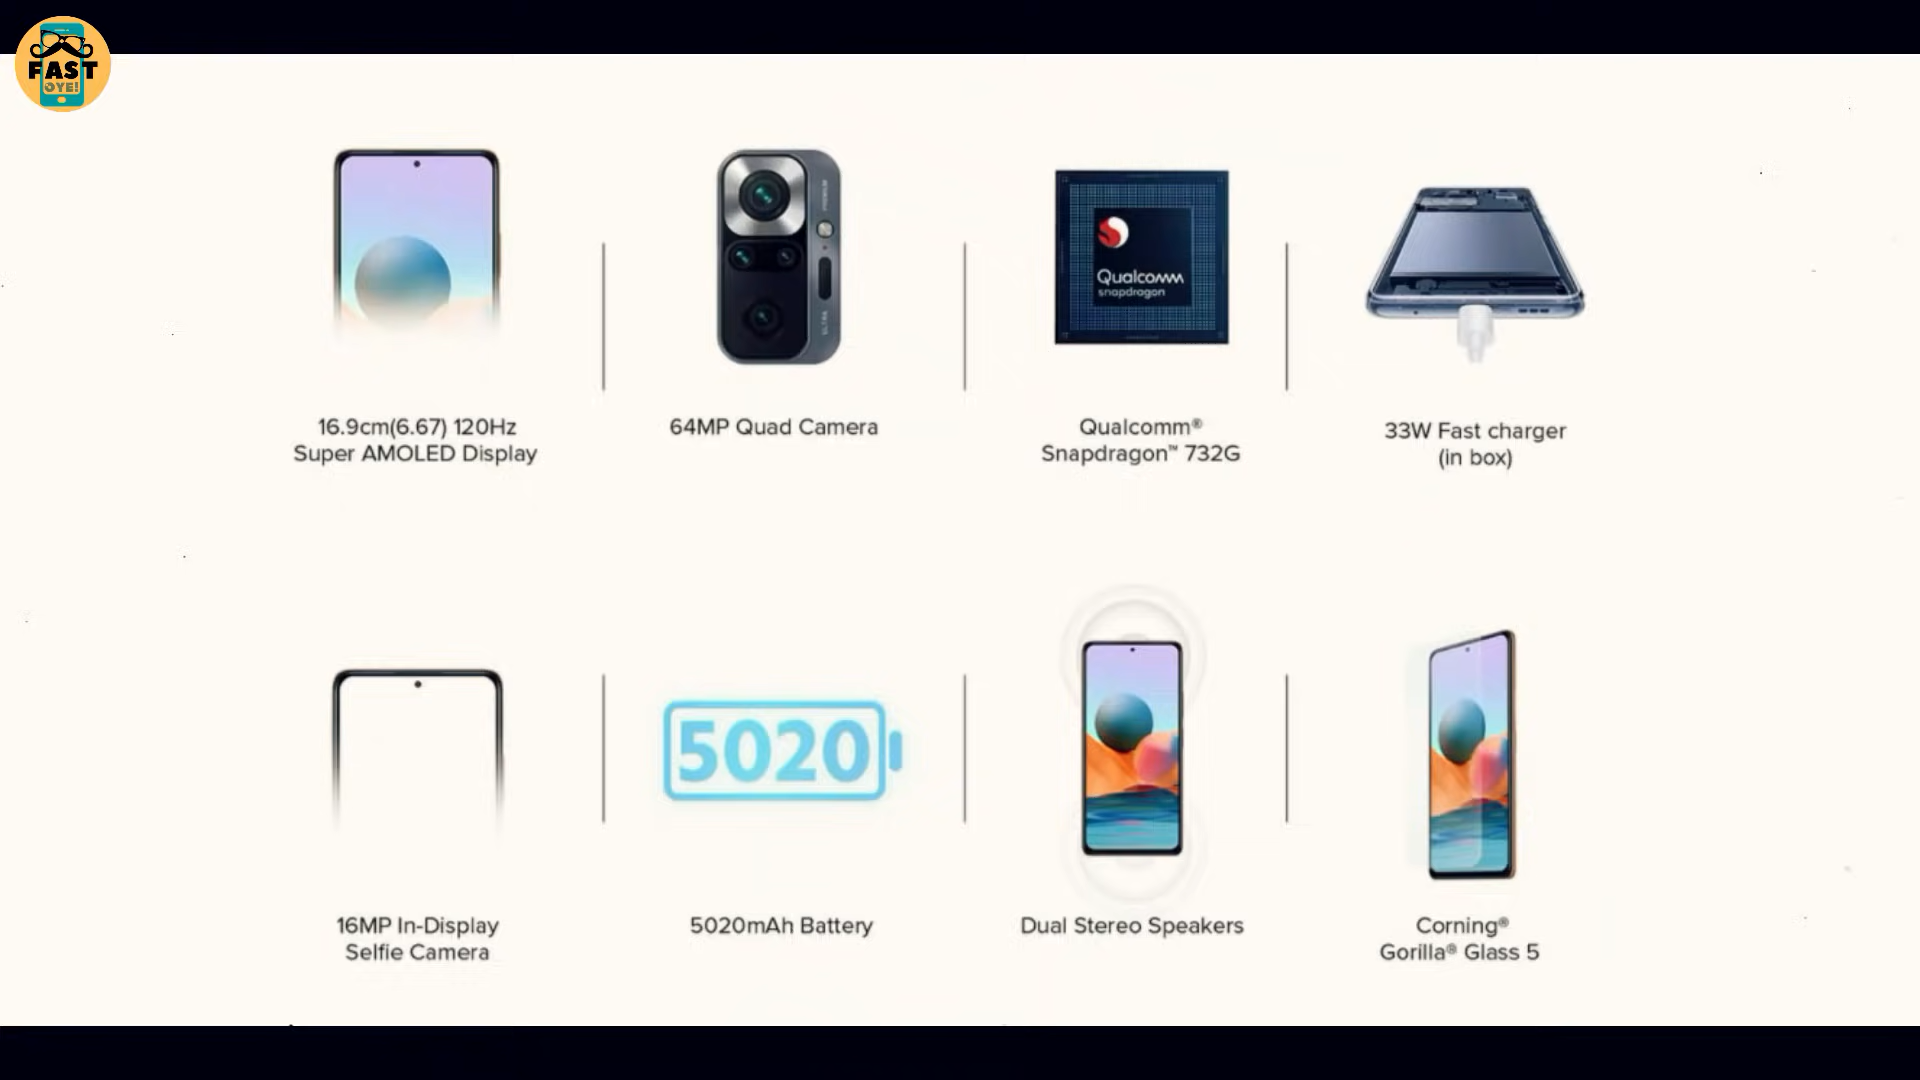 FAST
OYE!
PREMIUM
ULTRA
Qualcomm
snapdragon
16.9cm(6.67) 120Hz
Super AMOLED Display
64MP Quad Camera
Qualcomm®
Snapdragon™ 732G
33W Fast charger
(in box)
5020
16MP In-Display
Selfie Camera
5020mAh Battery
Dual Stereo Speakers
Corning®
Gorilla® Glass 5